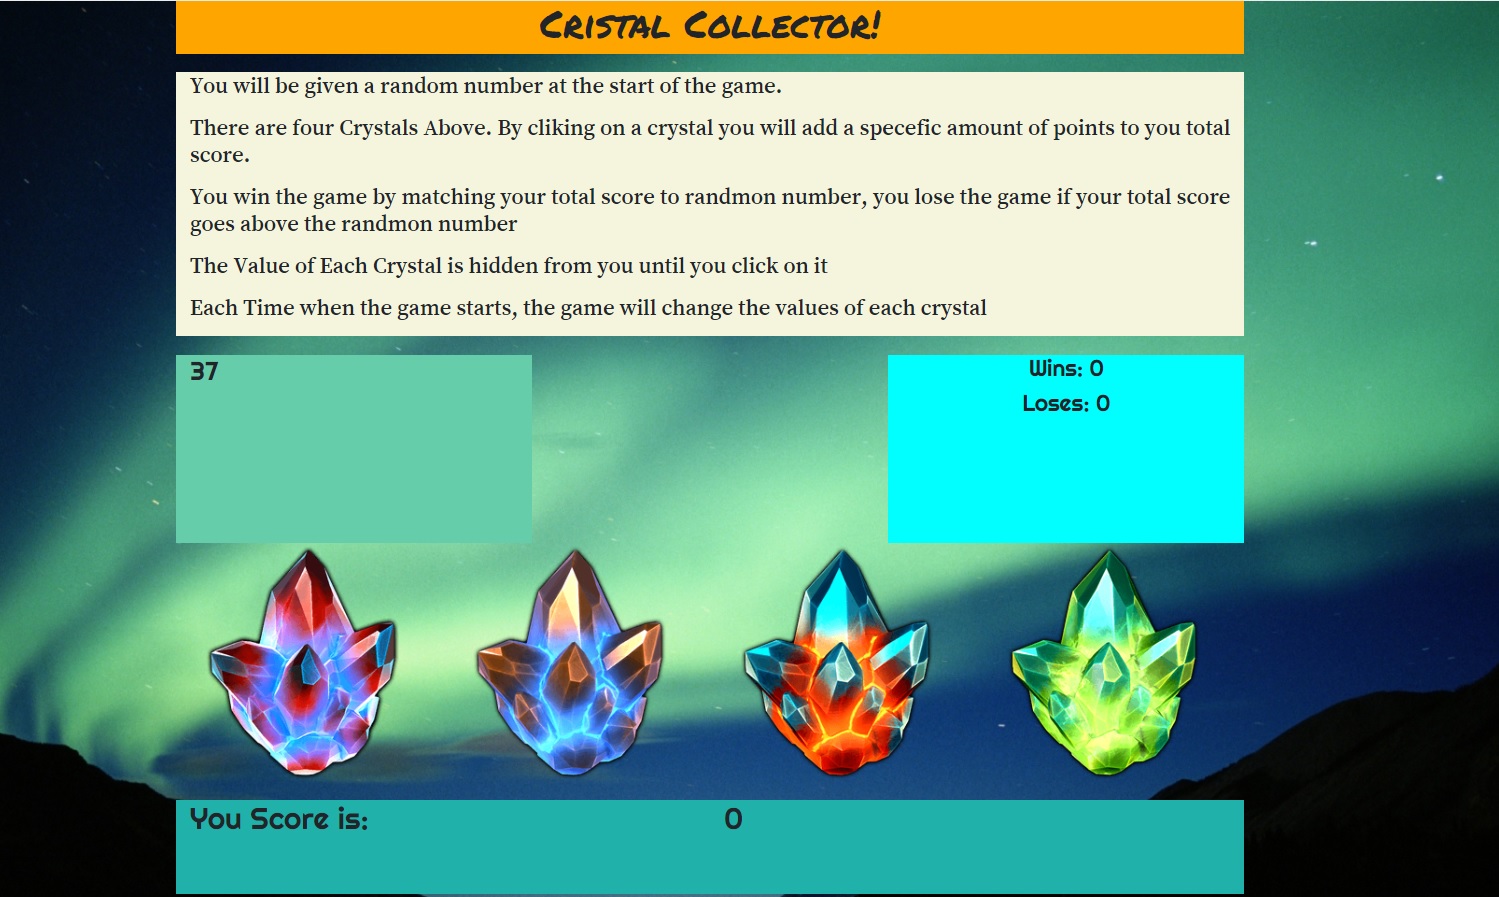 Cristal Collector!
You will be given a random number at the start of the game.
There are four Crystals Above. By cliking on a crystal you will add a specefic amount of points to you total
score.
You win the game by matching your total score to randmon number, you lose the game if your total score
goes above the randmon number
The Value of Each Crystal is hidden from you until you click on it
Each Time when the game starts, the game will change the values of each crystal
37
Wins: 0
Loses: 0
You Score is: 0